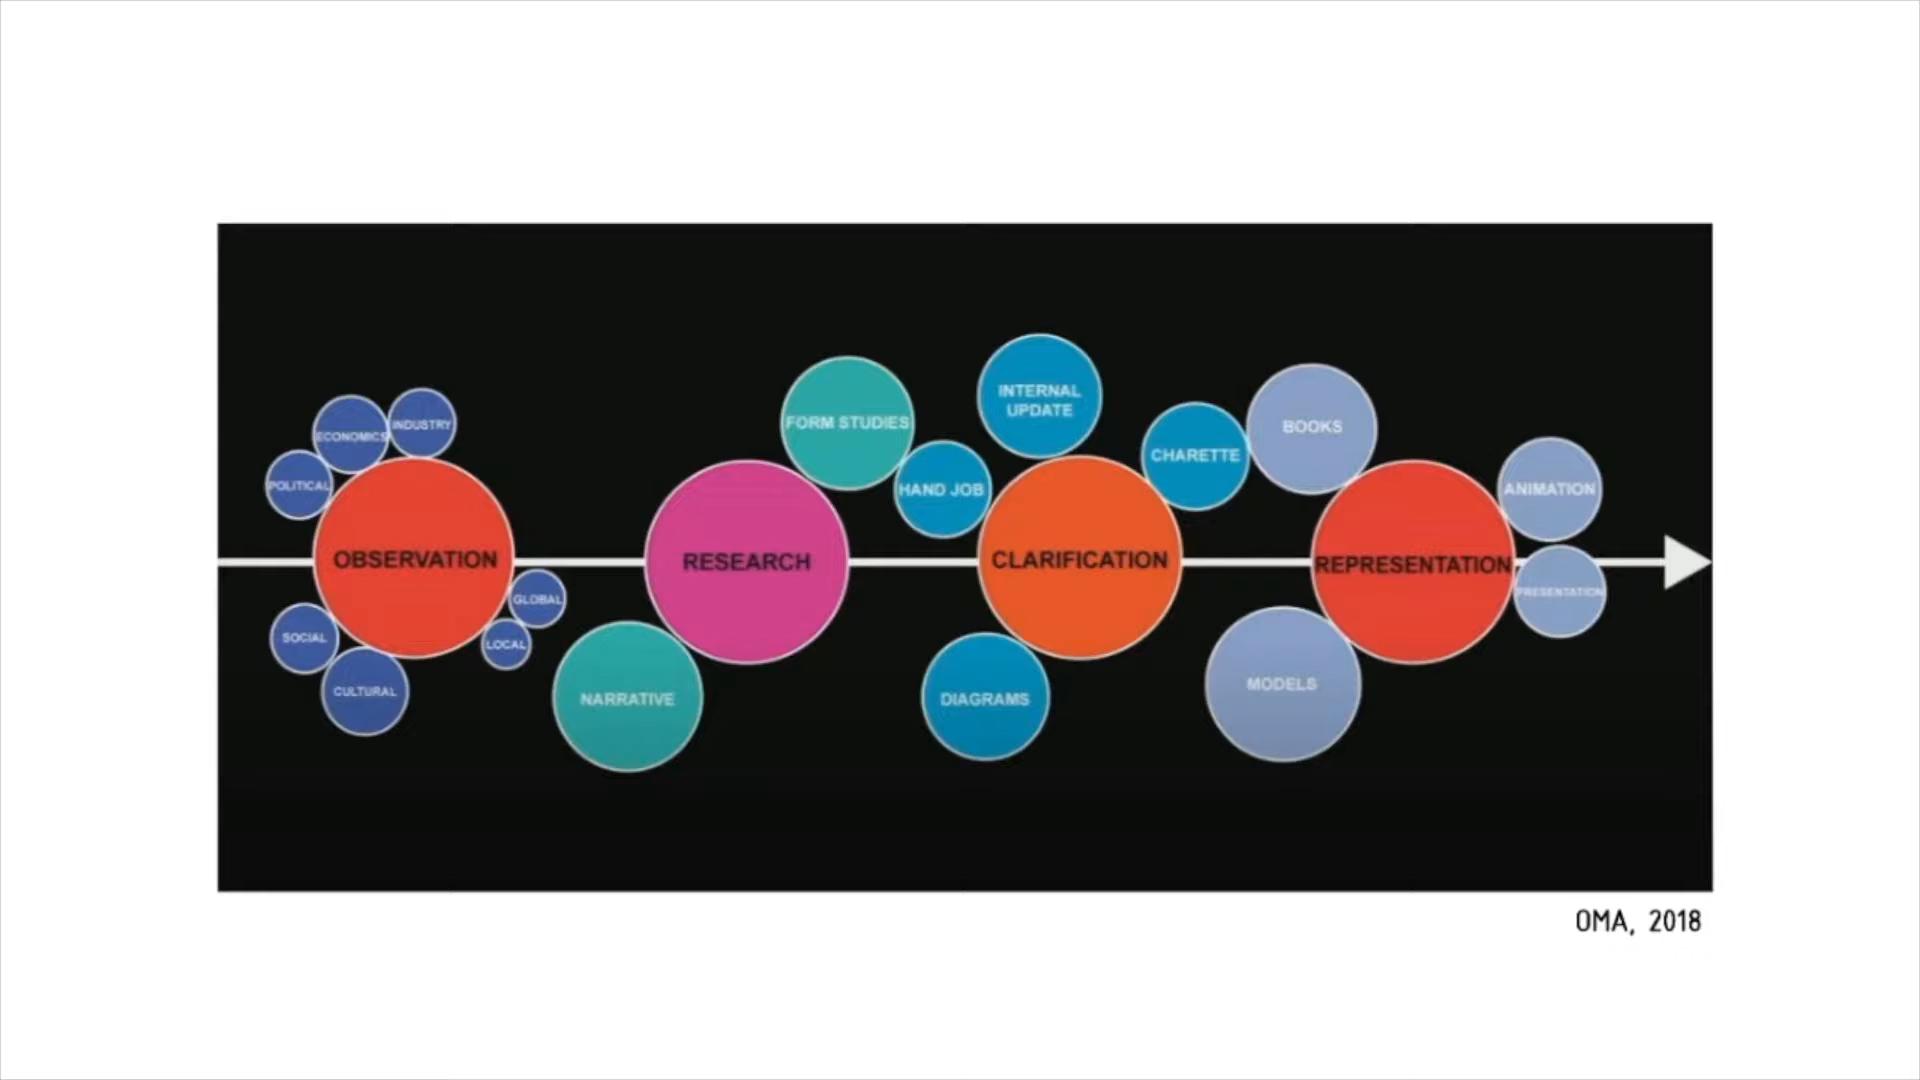 INDUSTRY
ECONOMICS
POLITICAL
OBSERVATION
GLOBAL
LOCAL
SOCIAL
CULTURAL
RESEARCH
FORM STUDIES
NARRATIVE
HAND JOB
INTERNAL
UPDATE
CLARIFICATION
CHARETTE
DIAGRAMS
BOOKS
REPRESENTATION
ANIMATION
PRESENTATION
MODELS
OMA, 2018